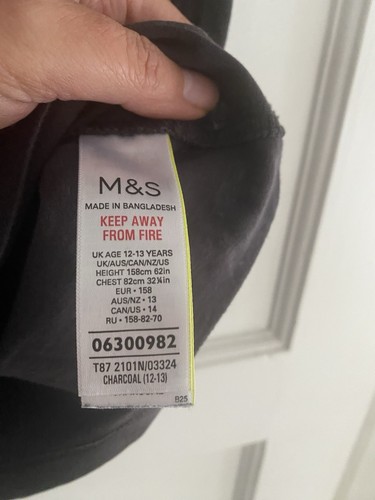 M&S
MADE IN BANGLADESH
KEEP AWAY
FROM FIRE
UK AGE 12-13 YEARS
UK/AUS/CAN/NZ/US
HEIGHT 158cm 62in
CHEST 82cm 32¼in
EUR • 158
AUS/NZ • 13
CAN/US • 14
RU • 158-82-70
06300982
T87 2101N/03324
CHARCOAL (12-13)
B25